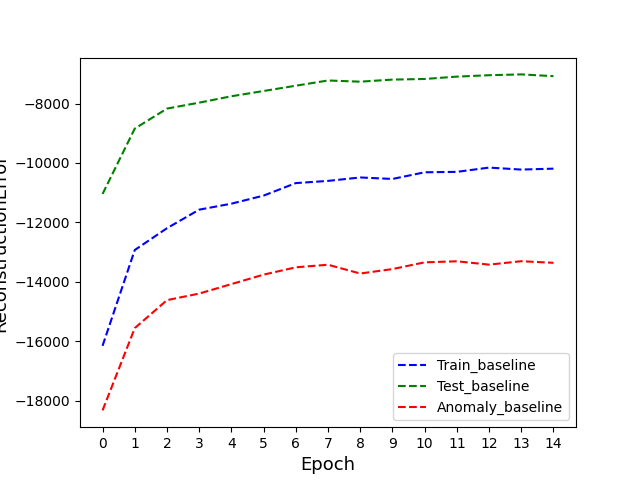 ReconstructionError
−8000
−10000
−12000
−14000
−16000
−18000
0 1 2 3 4 5 6 7 8 9 10 11 12 13 14
Epoch
Train_baseline
Test_baseline
Anomaly_baseline